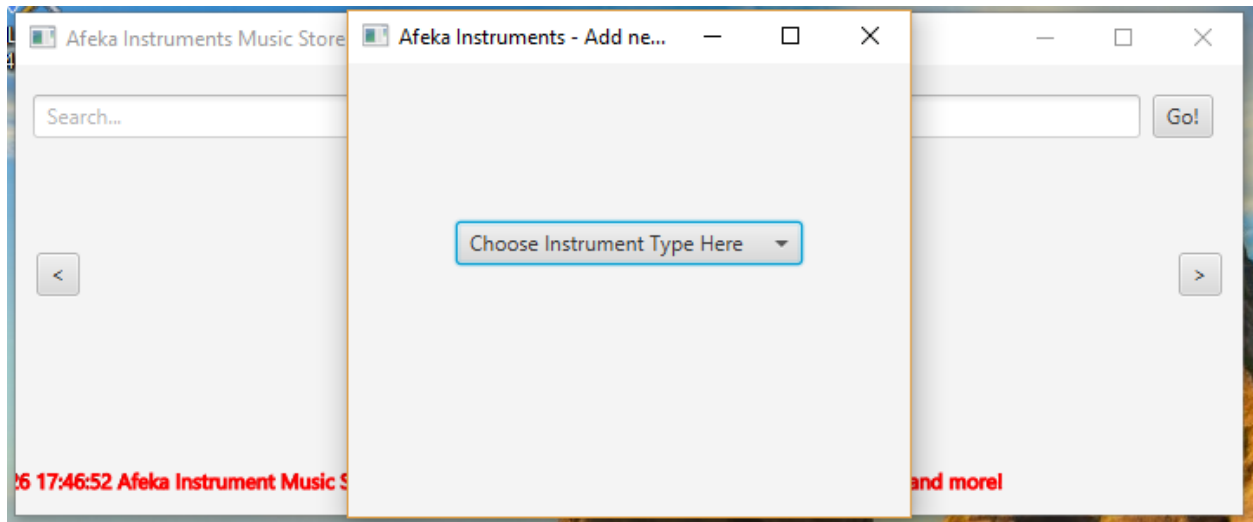 Afeka Instruments Music Store
Afeka Instruments - Add ne...
Search...
Go!
Choose Instrument Type Here
<
>
6 17:46:52 Afeka Instrument Music
and more!